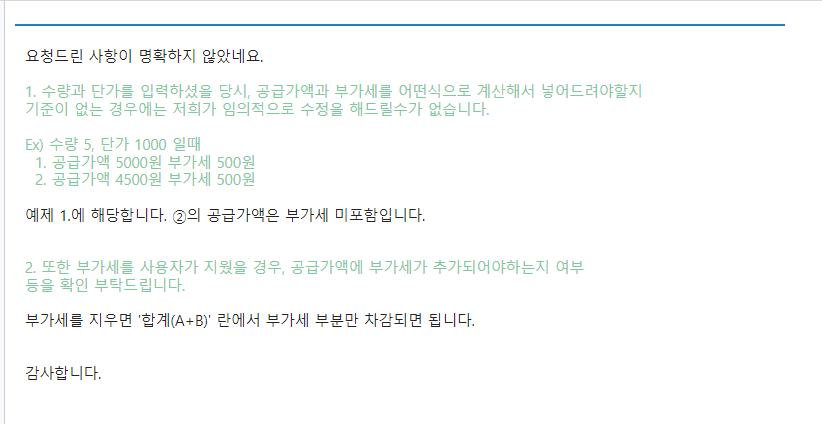 요청드린 사항이 명확하지 않았네요.
1. 수량과 단가를 입력하셨을 당시, 공급가액과 부가세를 어떤식으로 계산해서 넣어드려야할지
기준이 없는 경우에는 저희가 임의적으로 수정을 해드릴수가 없습니다.
Ex) 수량 5, 단가 1000 일때
1. 공급가액 5000원 부가세 500원
2. 공급가액 4500원 부가세 500원
예제 1.에 해당합니다. ②의 공급가액은 부가세 미포함입니다.
2. 또한 부가세를 사용자가 지웠을 경우, 공급가액에 부가세가 추가되어야하는지 여부
등을 확인 부탁드립니다.
부가세를 지우면 '합계(A+B)' 란에서 부가세 부분만 차감되면 됩니다.
감사합니다.